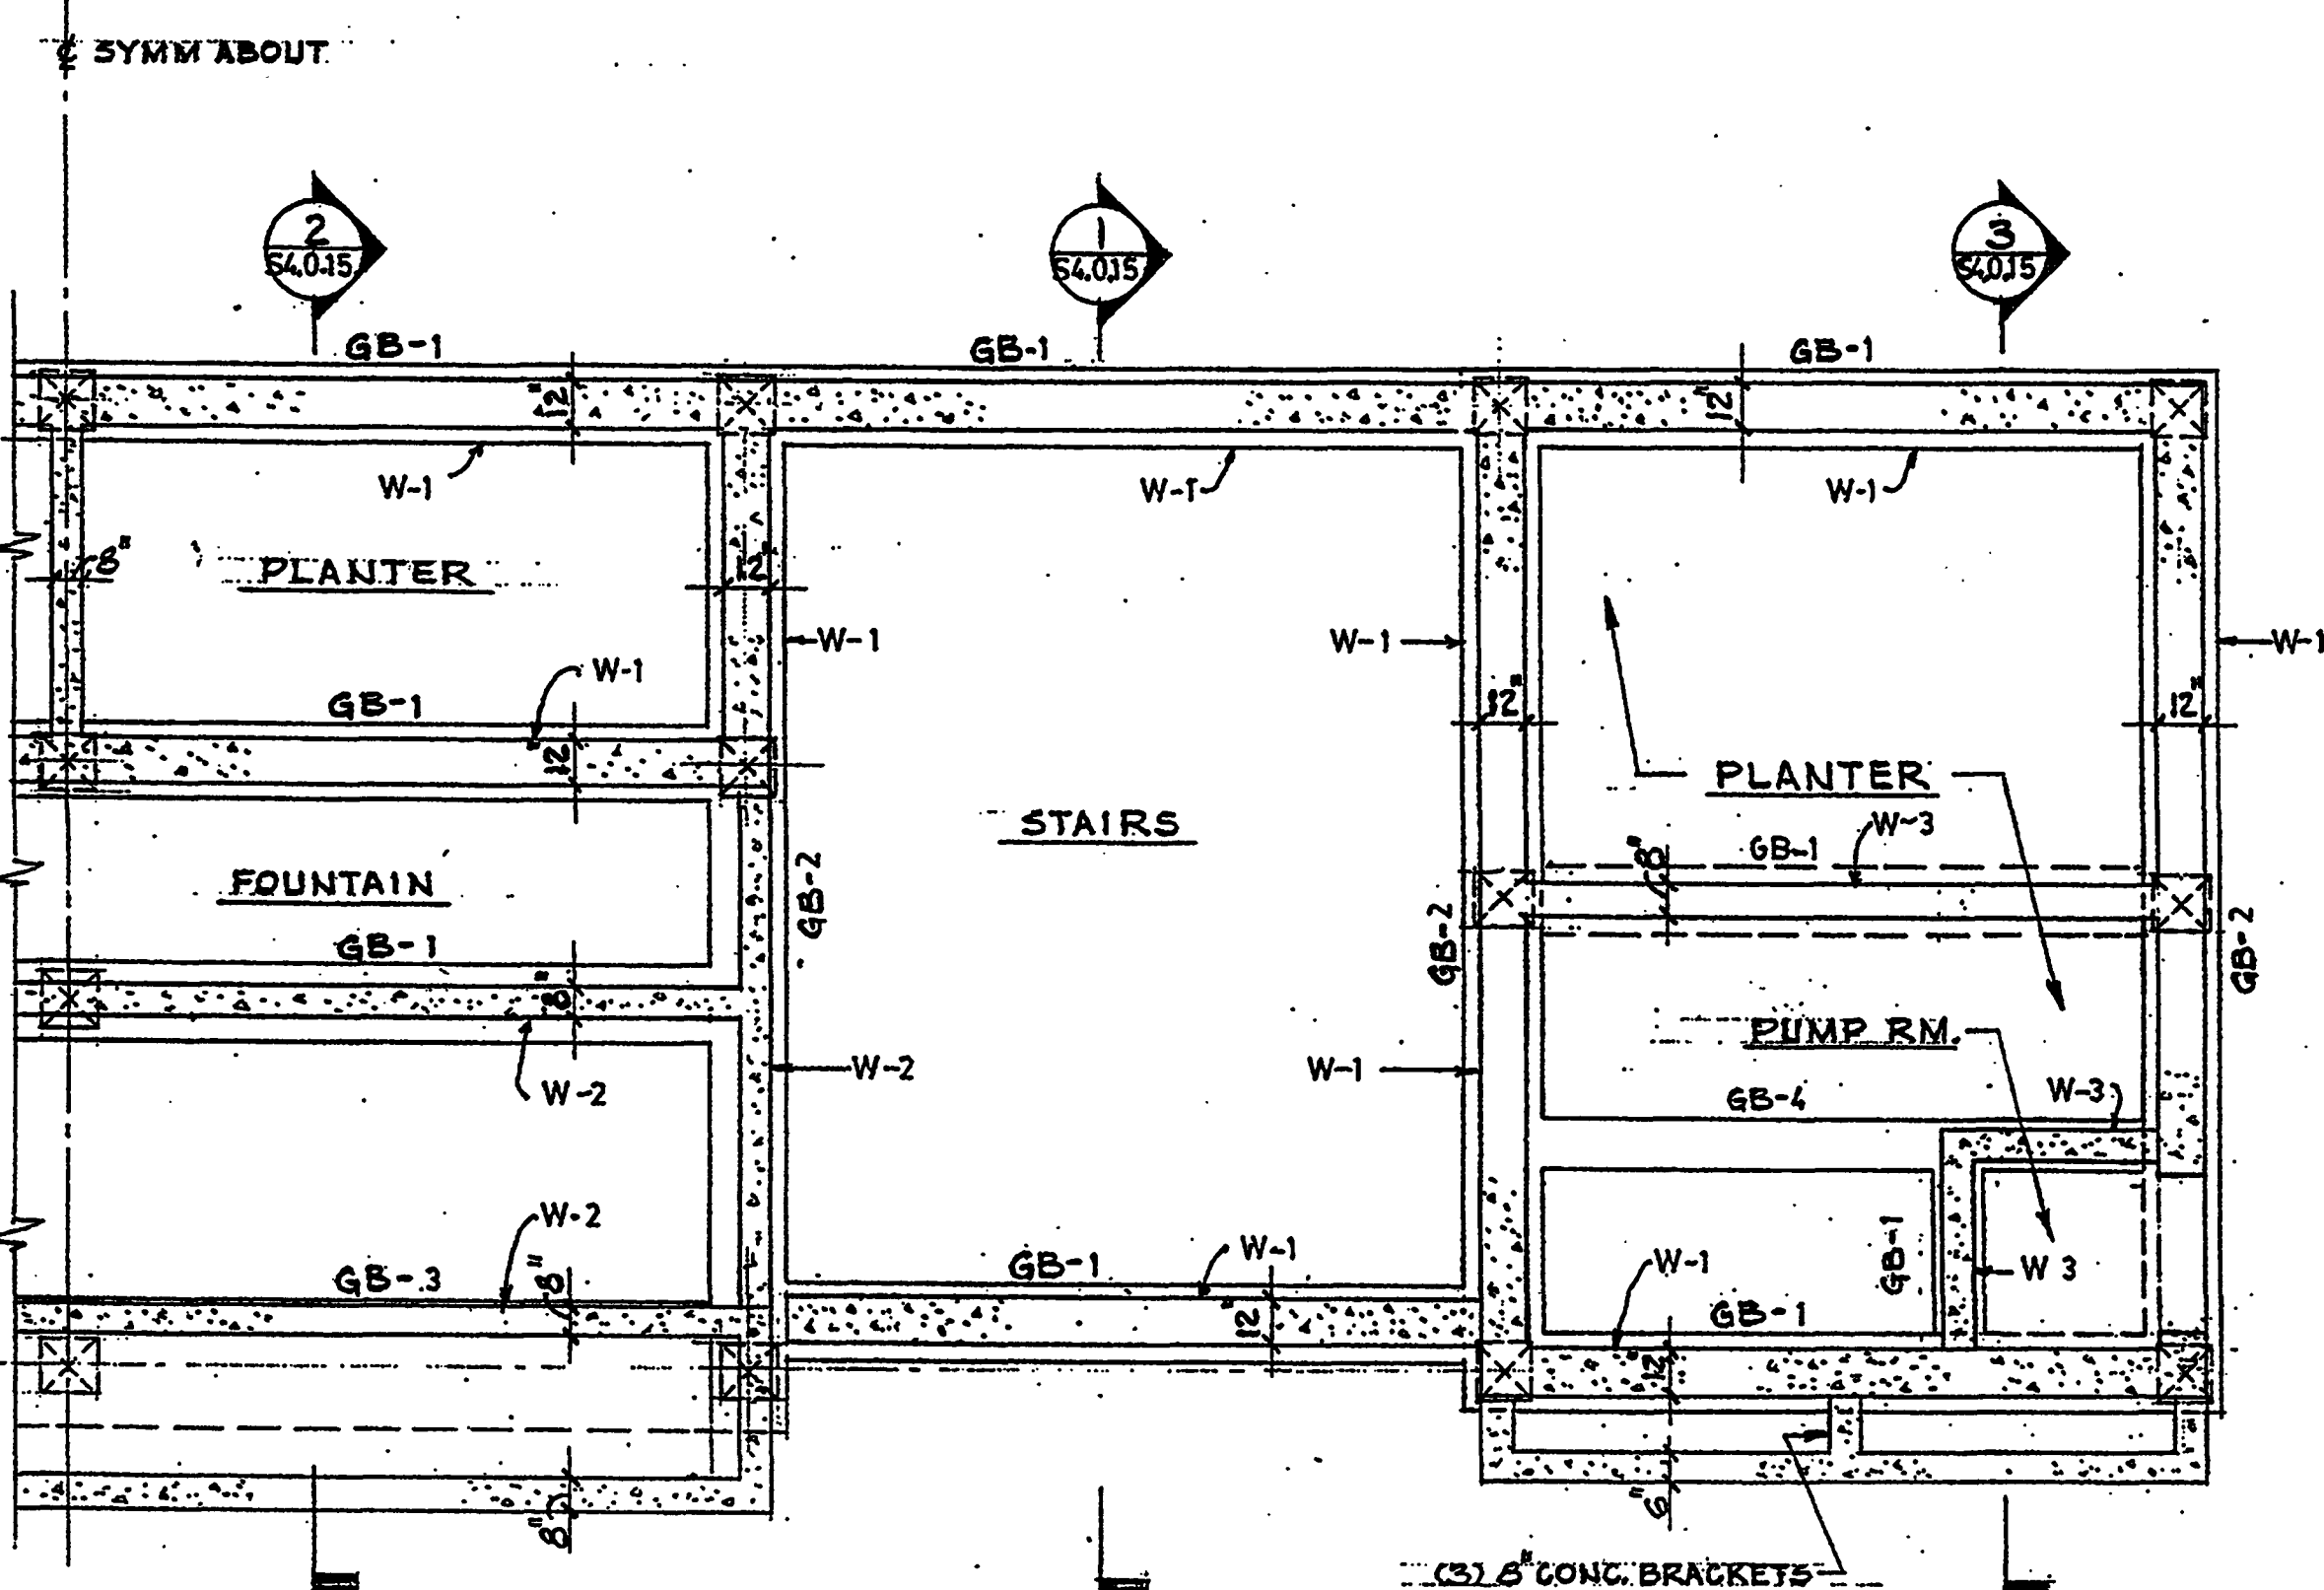 ℄ SYMM ABOUT
2
S4.0.15
1
S4.0.15
3
S4.0.15
GB-1
GB-1
GB-1
12"
12"
W-1
W-1
W-1
8"
PLANTER
12"
W-1
W-1
W-1
W-1
GB-1
12"
12"
12"
PLANTER
STAIRS
W-3
GB-1
8"
FOUNTAIN
GB-2
GB-2
GB-2
GB-1
8"
PUMP RM.
W-2
W-1
W-2
GB-4
W-3
W-2
GB-1
W-1
W-1
GB-1
W 3
GB-3
8"
12"
GB-1
12"
8"
6"
(3) 8" CONC. BRACKETS